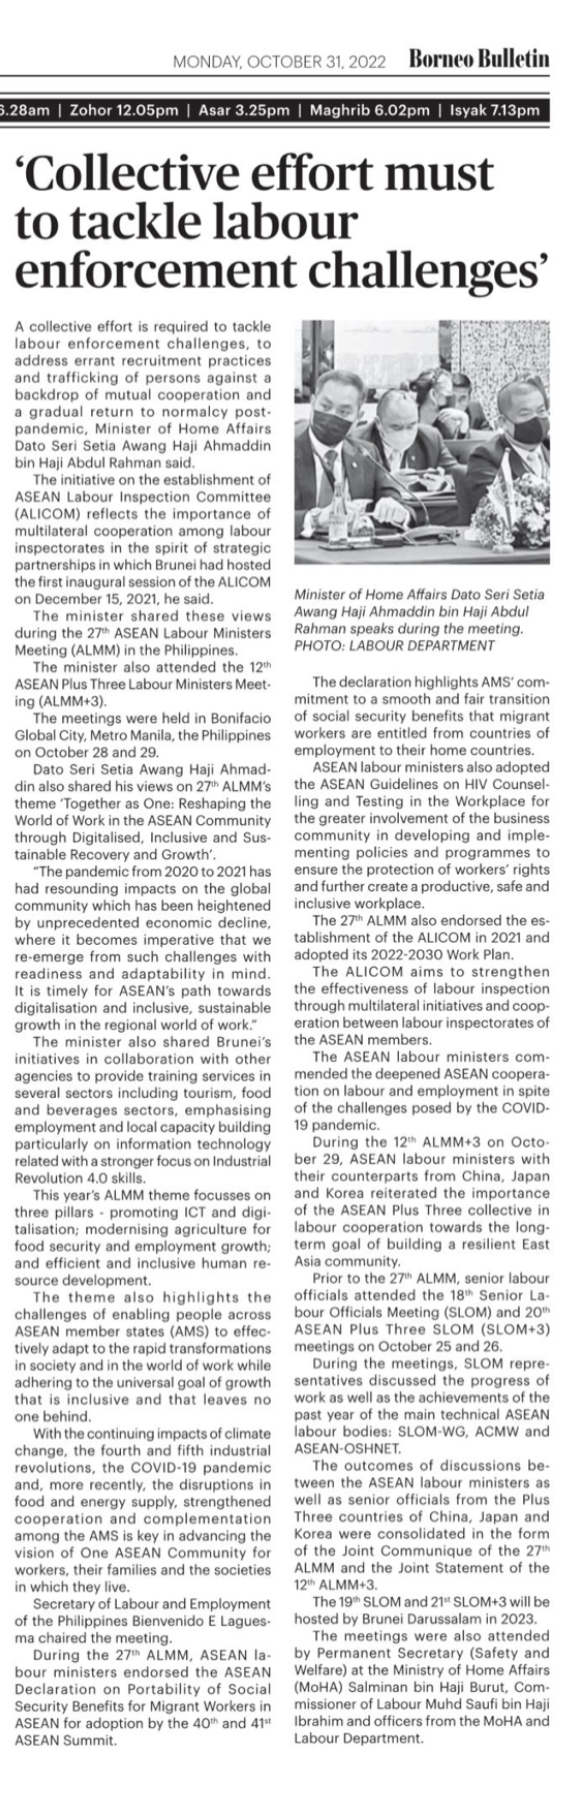 MONDAY, OCTOBER 31, 2022 Borneo Bulletin
6.28am | Zohor 12.05pm | Asar 3.25pm | Maghrib 6.02pm | Isyak 7.13pm
‘Collective effort must
to tackle labour
enforcement challenges’
A collective effort is required to tackle
labour enforcement challenges, to
address errant recruitment practices
and trafficking of persons against a
backdrop of mutual cooperation and
a gradual return to normalcy post-
pandemic, Minister of Home Affairs
Dato Seri Setia Awang Haji Ahmaddin
bin Haji Abdul Rahman said.
The initiative on the establishment of
ASEAN Labour Inspection Committee
(ALICOM) reflects the importance of
multilateral cooperation among labour
inspectorates in the spirit of strategic
partnerships in which Brunei had hosted
the first inaugural session of the ALICOM
on December 15, 2021, he said.
The minister shared these views
during the 27th ASEAN Labour Ministers
Meeting (ALMM) in the Philippines.
The minister also attended the 12th
ASEAN Plus Three Labour Ministers Meet-
ing (ALMM+3).
The meetings were held in Bonifacio
Global City, Metro Manila, the Philippines
on October 28 and 29.
Dato Seri Setia Awang Haji Ahmad-
din also shared his views on 27th ALMM’s
theme ‘Together as One: Reshaping the
World of Work in the ASEAN Community
through Digitalised, Inclusive and Sus-
tainable Recovery and Growth’.
“The pandemic from 2020 to 2021 has
had resounding impacts on the global
community which has been heightened
by unprecedented economic decline,
where it becomes imperative that we
re-emerge from such challenges with
readiness and adaptability in mind.
It is timely for ASEAN’s path towards
digitalisation and inclusive, sustainable
growth in the regional world of work.”
The minister also shared Brunei’s
initiatives in collaboration with other
agencies to provide training services in
several sectors including tourism, food
and beverages sectors, emphasising
employment and local capacity building
particularly on information technology
related with a stronger focus on Industrial
Revolution 4.0 skills.
This year’s ALMM theme focusses on
three pillars - promoting ICT and digi-
talisation; modernising agriculture for
food security and employment growth;
and efficient and inclusive human re-
source development.
The theme also highlights the
challenges of enabling people across
ASEAN member states (AMS) to effec-
tively adapt to the rapid transformations
in society and in the world of work while
adhering to the universal goal of growth
that is inclusive and that leaves no
one behind.
With the continuing impacts of climate
change, the fourth and fifth industrial
revolutions, the COVID-19 pandemic
and, more recently, the disruptions in
food and energy supply, strengthened
cooperation and complementation
among the AMS is key in advancing the
vision of One ASEAN Community for
workers, their families and the societies
in which they live.
Secretary of Labour and Employment
of the Philippines Bienvenido E Lagues-
ma chaired the meeting.
During the 27th ALMM, ASEAN la-
bour ministers endorsed the ASEAN
Declaration on Portability of Social
Security Benefits for Migrant Workers in
ASEAN for adoption by the 40th and 41st
ASEAN Summit.
Minister of Home Affairs Dato Seri Setia
Awang Haji Ahmaddin bin Haji Abdul
Rahman speaks during the meeting.
PHOTO: LABOUR DEPARTMENT
The declaration highlights AMS’ com-
mitment to a smooth and fair transition
of social security benefits that migrant
workers are entitled from countries of
employment to their home countries.
ASEAN labour ministers also adopted
the ASEAN Guidelines on HIV Counsel-
ling and Testing in the Workplace for
the greater involvement of the business
community in developing and imple-
menting policies and programmes to
ensure the protection of workers’ rights
and further create a productive, safe and
inclusive workplace.
The 27th ALMM also endorsed the es-
tablishment of the ALICOM in 2021 and
adopted its 2022-2030 Work Plan.
The ALICOM aims to strengthen
the effectiveness of labour inspection
through multilateral initiatives and coop-
eration between labour inspectorates of
the ASEAN members.
The ASEAN labour ministers com-
mended the deepened ASEAN coopera-
tion on labour and employment in spite
of the challenges posed by the COVID-
19 pandemic.
During the 12th ALMM+3 on Octo-
ber 29, ASEAN labour ministers with
their counterparts from China, Japan
and Korea reiterated the importance
of the ASEAN Plus Three collective in
labour cooperation towards the long-
term goal of building a resilient East
Asia community.
Prior to the 27th ALMM, senior labour
officials attended the 18th Senior La-
bour Officials Meeting (SLOM) and 20th
ASEAN Plus Three SLOM (SLOM+3)
meetings on October 25 and 26.
During the meetings, SLOM repre-
sentatives discussed the progress of
work as well as the achievements of the
past year of the main technical ASEAN
labour bodies: SLOM-WG, ACMW and
ASEAN-OSHNET.
The outcomes of discussions be-
tween the ASEAN labour ministers as
well as senior officials from the Plus
Three countries of China, Japan and
Korea were consolidated in the form
of the Joint Communique of the 27th
ALMM and the Joint Statement of the
12th ALMM+3.
The 19th SLOM and 21st SLOM+3 will be
hosted by Brunei Darussalam in 2023.
The meetings were also attended
by Permanent Secretary (Safety and
Welfare) at the Ministry of Home Affairs
(MoHA) Salminan bin Haji Burut, Com-
missioner of Labour Muhd Saufi bin Haji
Ibrahim and officers from the MoHA and
Labour Department.